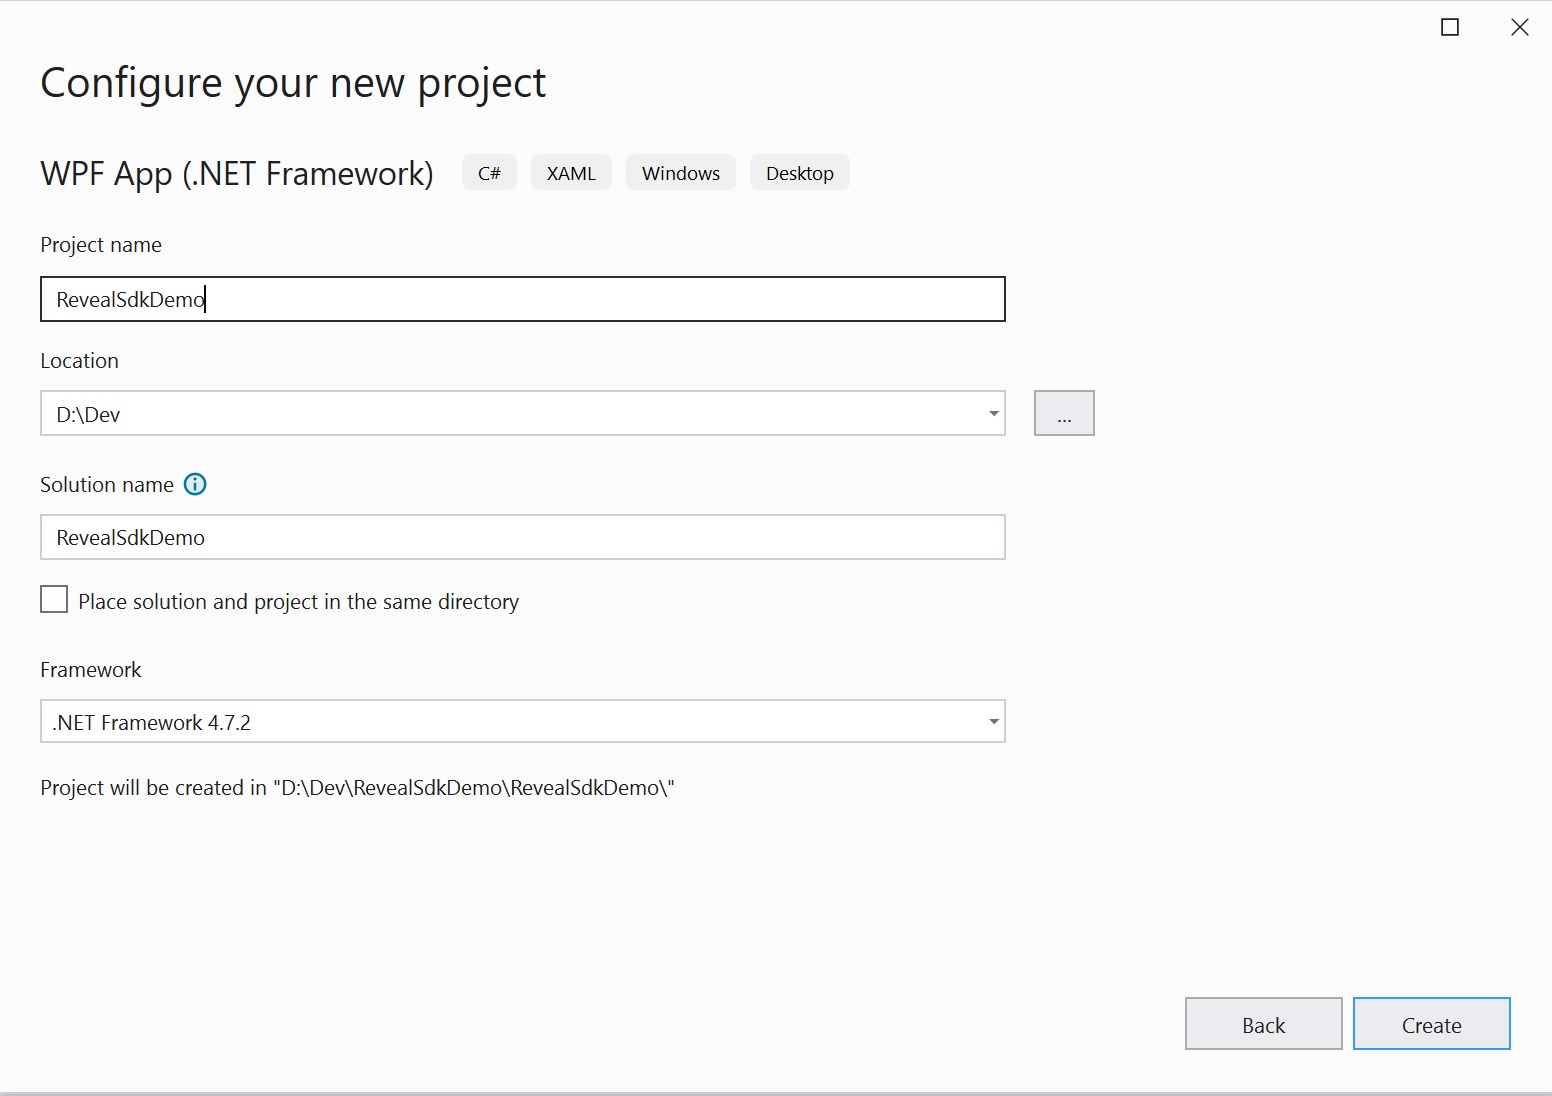 Configure your new project
WPF App (.NET Framework) C# XAML Windows Desktop
Project name
RevealSdkDemo
Location
D:\Dev
...
Solution name
RevealSdkDemo
Place solution and project in the same directory
Framework
.NET Framework 4.7.2
Project will be created in "D:\Dev\RevealSdkDemo\RevealSdkDemo\"
Back Create